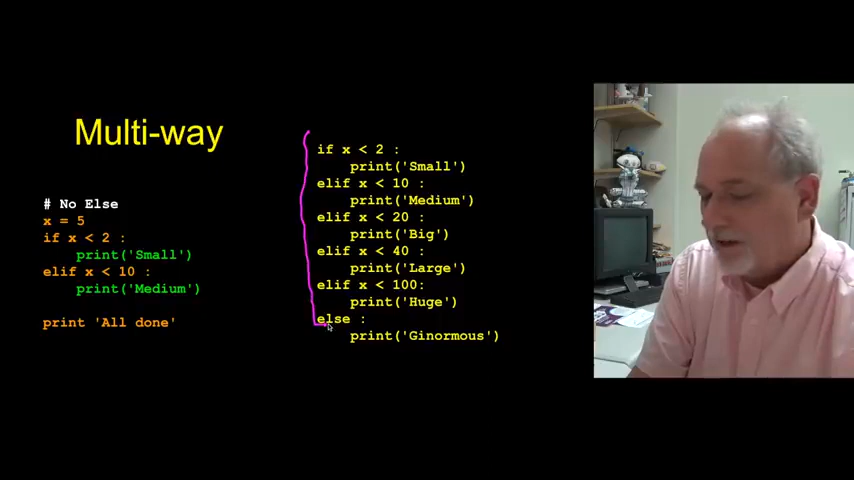 Multi-way
# No Else
x = 5
if x < 2 :
print('Small')
elif x < 10 :
print('Medium')
print 'All done'
if x < 2 :
print('Small')
elif x < 10 :
print('Medium')
elif x < 20 :
print('Big')
elif x < 40 :
print('Large')
elif x < 100:
print('Huge')
else :
print('Ginormous')